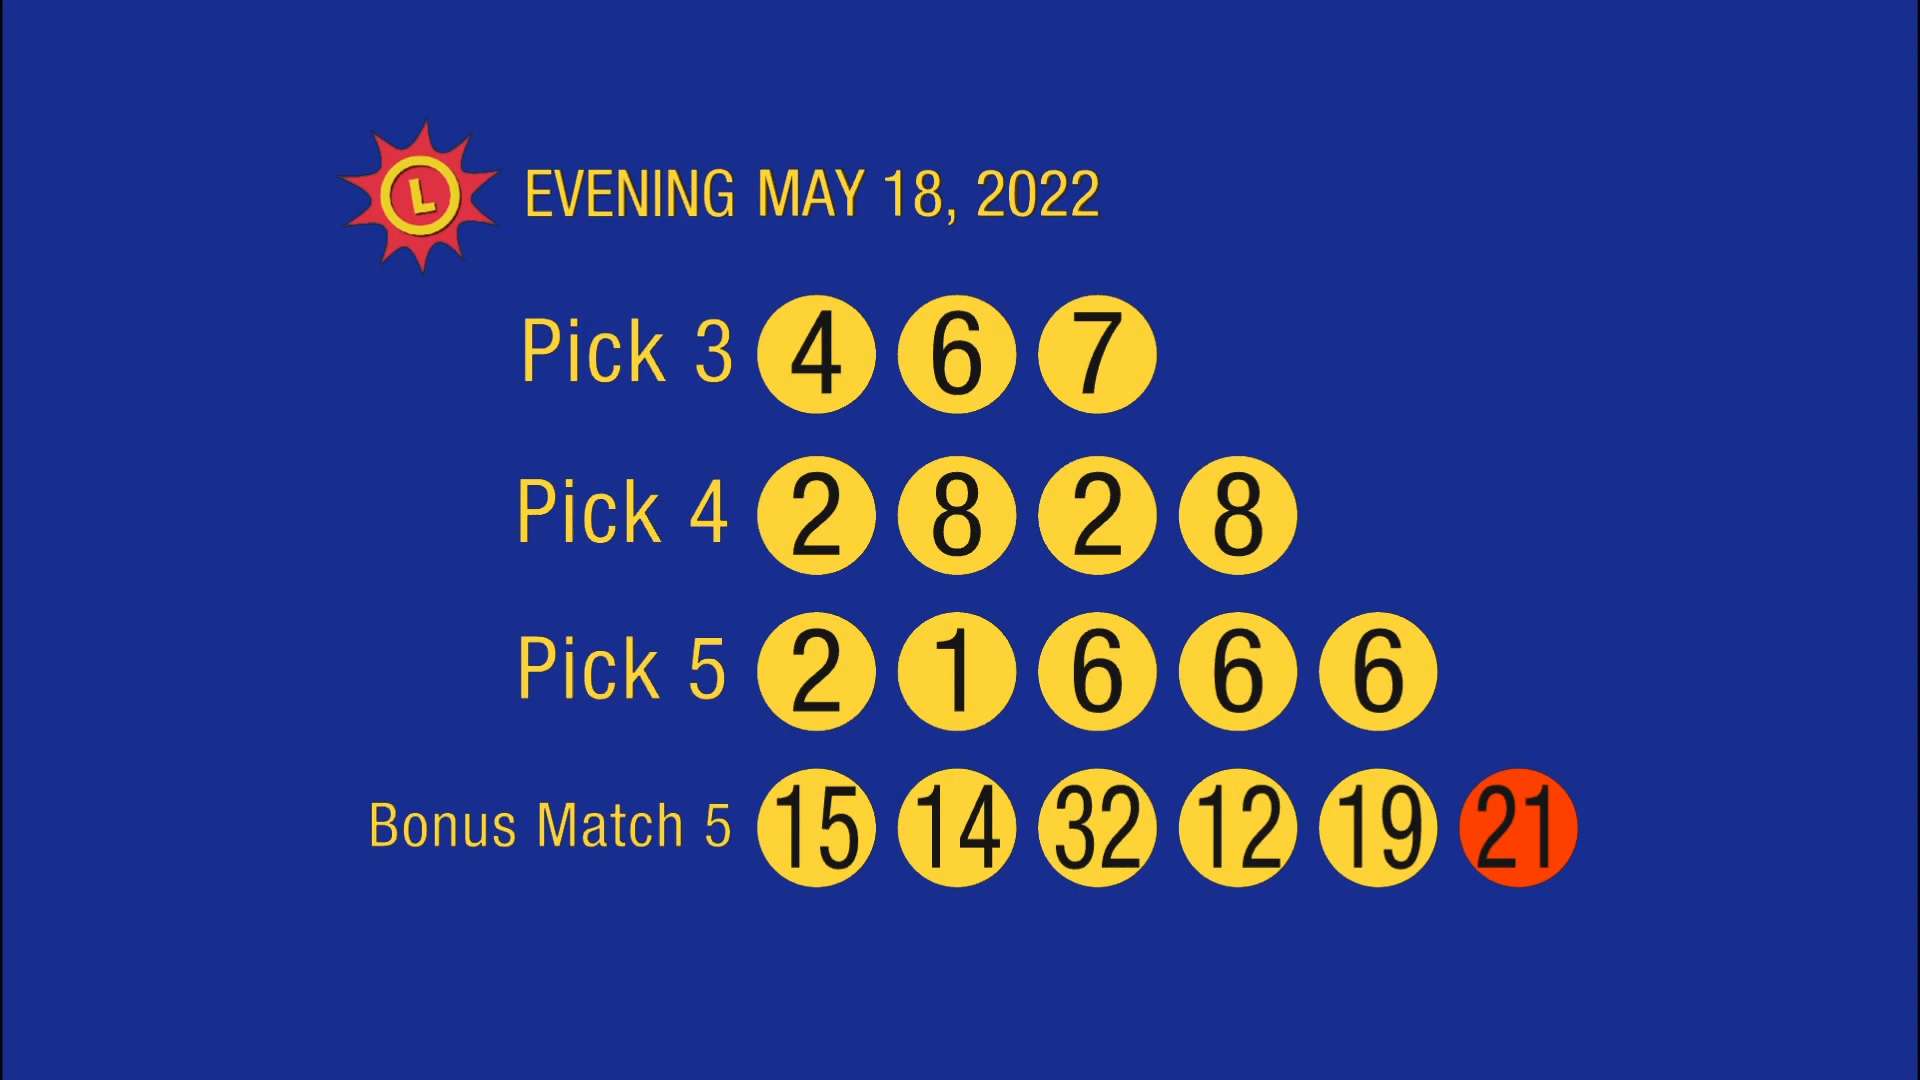 L EVENING MAY 18, 2022
Pick 3 4 6 7
Pick 4 2 8 2 8
Pick 5 2 1 6 6 6
Bonus Match 5 15 14 32 12 19 21